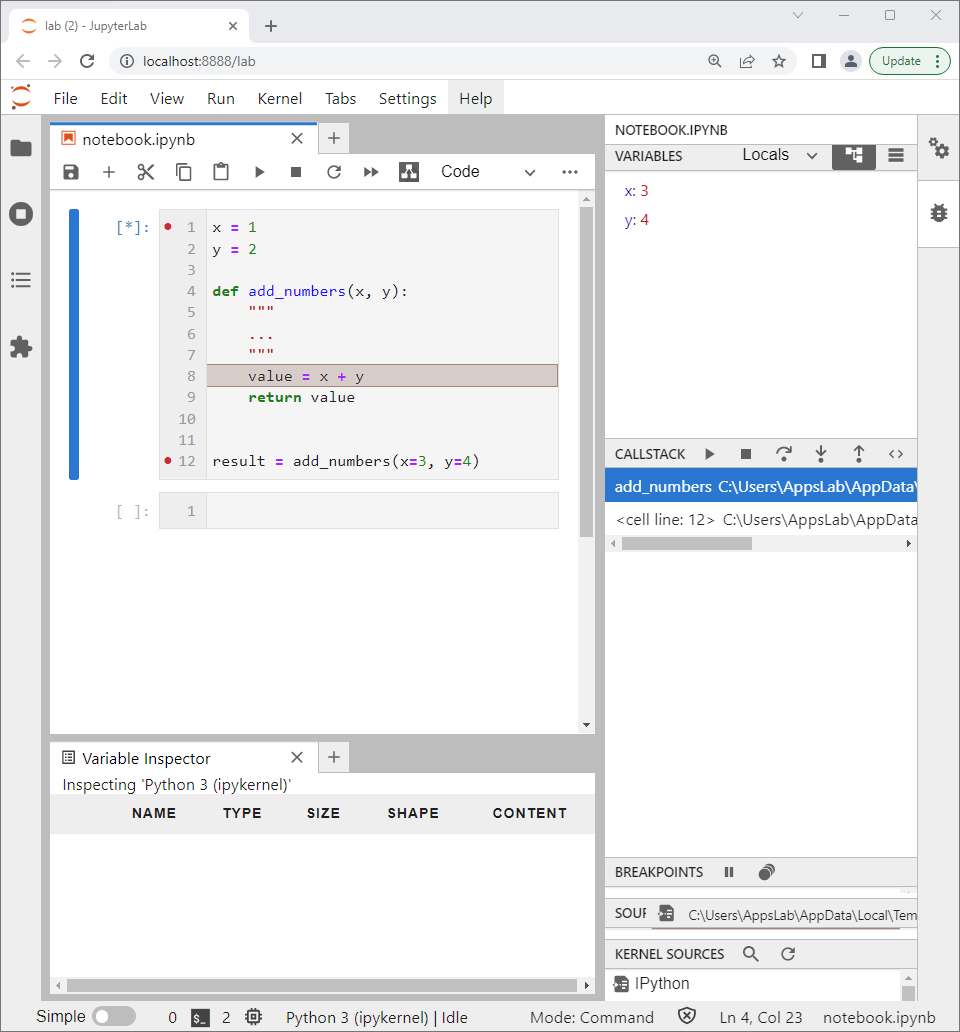 lab (2) - JupyterLab
localhost:8888/lab
Update
File Edit View Run Kernel Tabs Settings Help
notebook.ipynb
Code
[*]:
1 x = 1
2 y = 2
3
4 def add_numbers(x, y):
5 """
6 ...
7 """
8 value = x + y
9 return value
10
11
12 result = add_numbers(x=3, y=4)
[ ]: 1
Variable Inspector
Inspecting 'Python 3 (ipykernel)'
NAME TYPE SIZE SHAPE CONTENT
NOTEBOOK.IPYNB
VARIABLES Locals
x: 3
y: 4
CALLSTACK
add_numbers C:\Users\AppsLab\AppData\
<cell line: 12> C:\Users\AppsLab\AppData
BREAKPOINTS
SOUR C:\Users\AppsLab\AppData\Local\Tem
KERNEL SOURCES
IPython
Simple 0 $_ 2 Python 3 (ipykernel) | Idle Mode: Command Ln 4, Col 23 notebook.ipynb